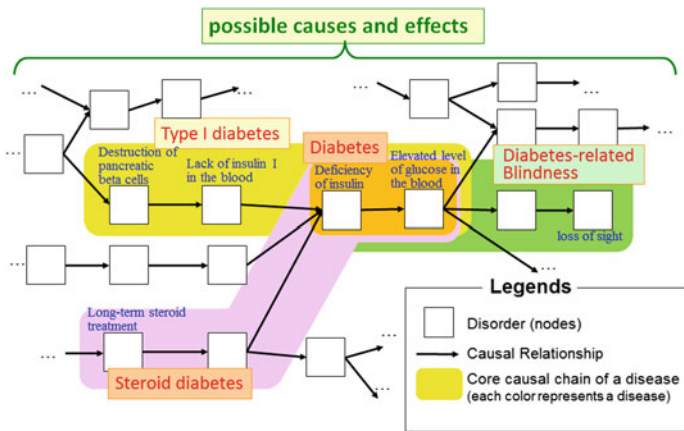 possible causes and effects
...
...
...
...
Type I diabetes
Diabetes
Destruction of
pancreatic
beta cells
Lack of insulin I
in the blood
Deficiency
of insulin
Elevated level
of glucose in
the blood
Diabetes-related
Blindness
...
...
loss of sight
...
...
Long-term steroid
treatment
...
Steroid diabetes
...
...
Legends
Disorder (nodes)
Causal Relationship
Core causal chain of a disease
(each color represents a disease)